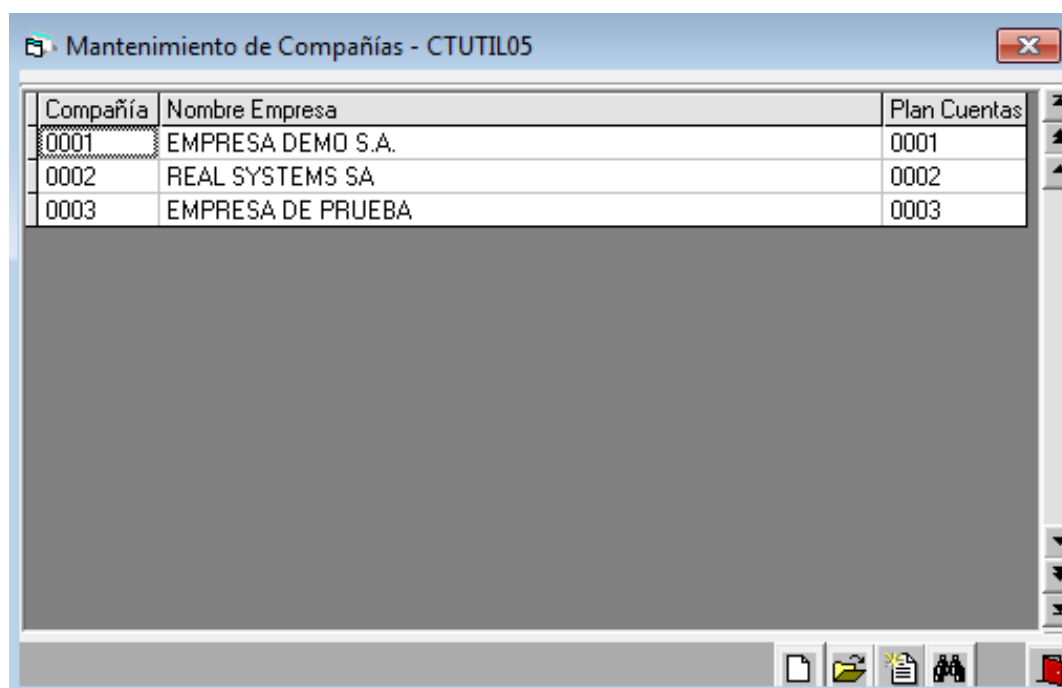 Mantenimiento de Compañías - CTUTIL05
Compañía Nombre Empresa Plan Cuentas
0001 EMPRESA DEMO S.A. 0001
0002 REAL SYSTEMS SA 0002
0003 EMPRESA DE PRUEBA 0003